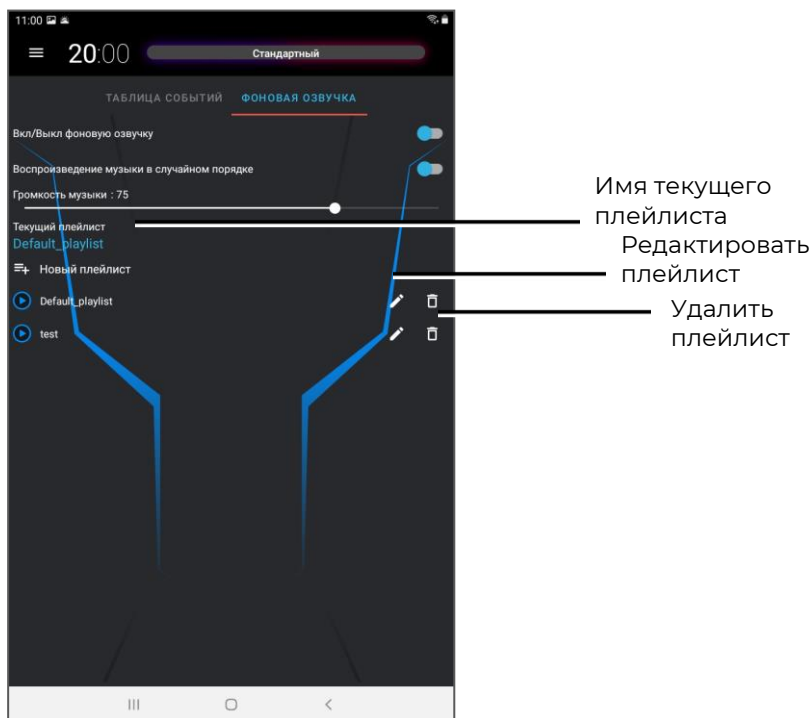 11:00
20:00 Стандартный
ТАБЛИЦА СОБЫТИЙ ФОНОВАЯ ОЗВУЧКА
Вкл/Выкл фоновую озвучку
Воспроизведение музыки в случайном порядке
Громкость музыки : 75
Текущий плейлист
Default_playlist
Новый плейлист
Default_playlist
test
Имя текущего
плейлиста
Редактировать
плейлист
Удалить
плейлист